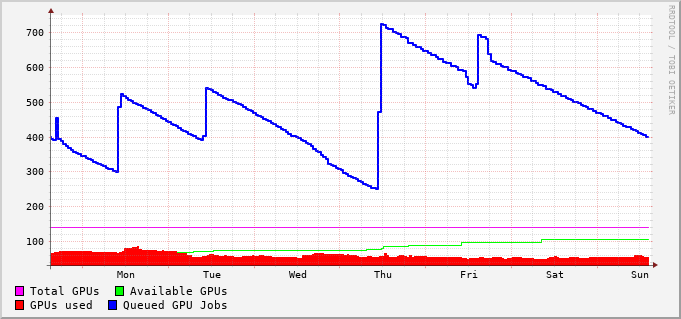 700
600
500
400
300
200
100
Mon Tue Wed Thu Fri Sat Sun
Total GPUs Available GPUs
GPUs used Queued GPU Jobs
RRDTOOL / TOBI OETIKER